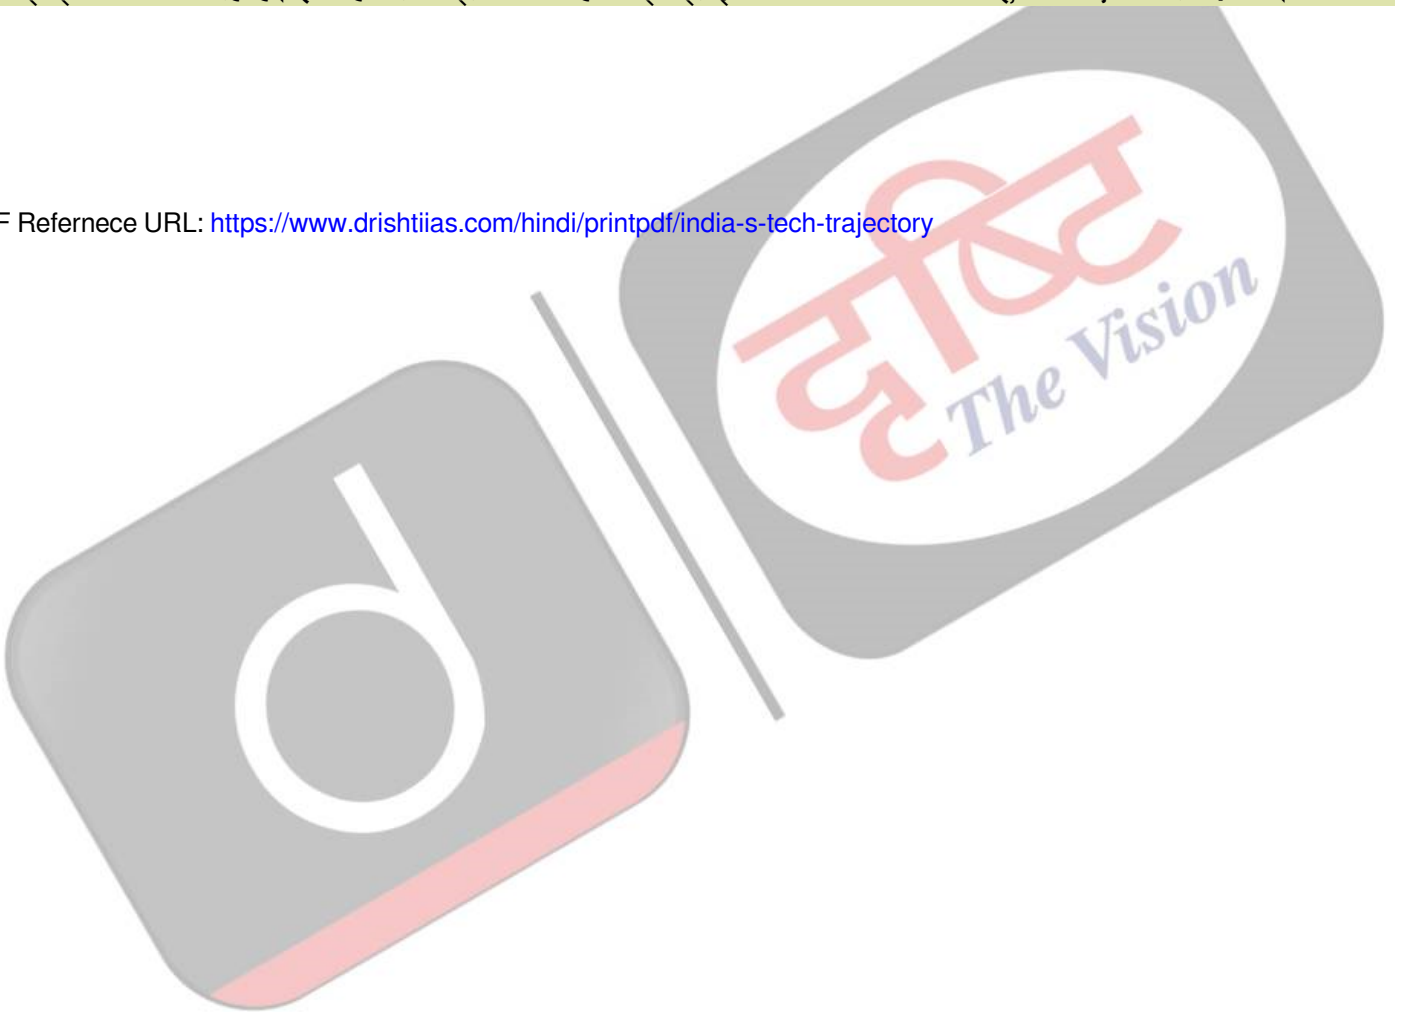 F Refernece URL: https://www.drishtiias.com/hindi/printpdf/india-s-tech-trajectory
दृष्टि
The Vision
d